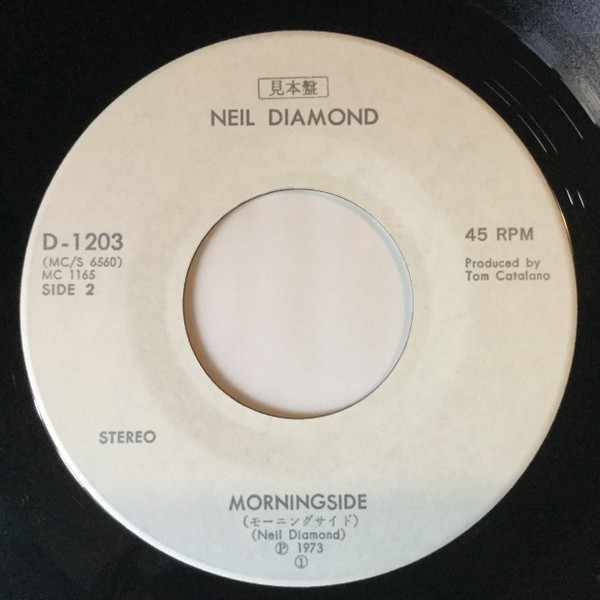 見本盤
NEIL DIAMOND
D-1203
(MC/S 6560)
MC 1165
SIDE 2
45 RPM
Produced by
Tom Catalano
STEREO
MORNINGSIDE
(モーニングサイド)
(Neil Diamond)
Ⓟ 1973
①